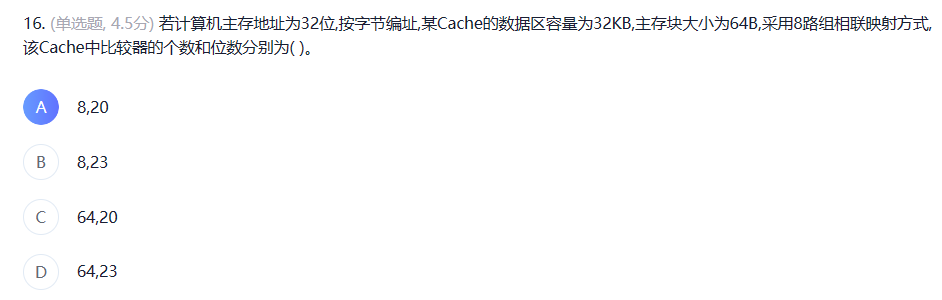 16. (单选题, 4.5分) 若计算机主存地址为32位,按字节编址,某Cache的数据区容量为32KB,主存块大小为64B,采用8路组相联映射方式,
该Cache中比较器的个数和位数分别为( )。
A 8,20
B 8,23
C 64,20
D 64,23